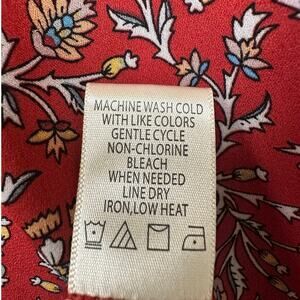 MACHINE WASH COLD
WITH LIKE COLORS
GENTLE CYCLE
NON-CHLORINE
BLEACH
WHEN NEEDED
LINE DRY
IRON,LOW HEAT